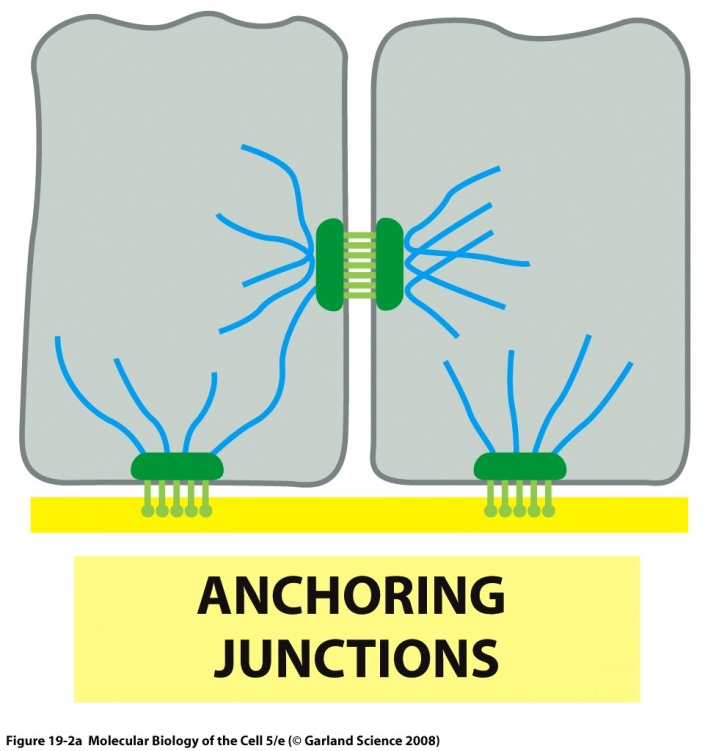 ANCHORING
JUNCTIONS
Figure 19-2a Molecular Biology of the Cell 5/e (© Garland Science 2008)